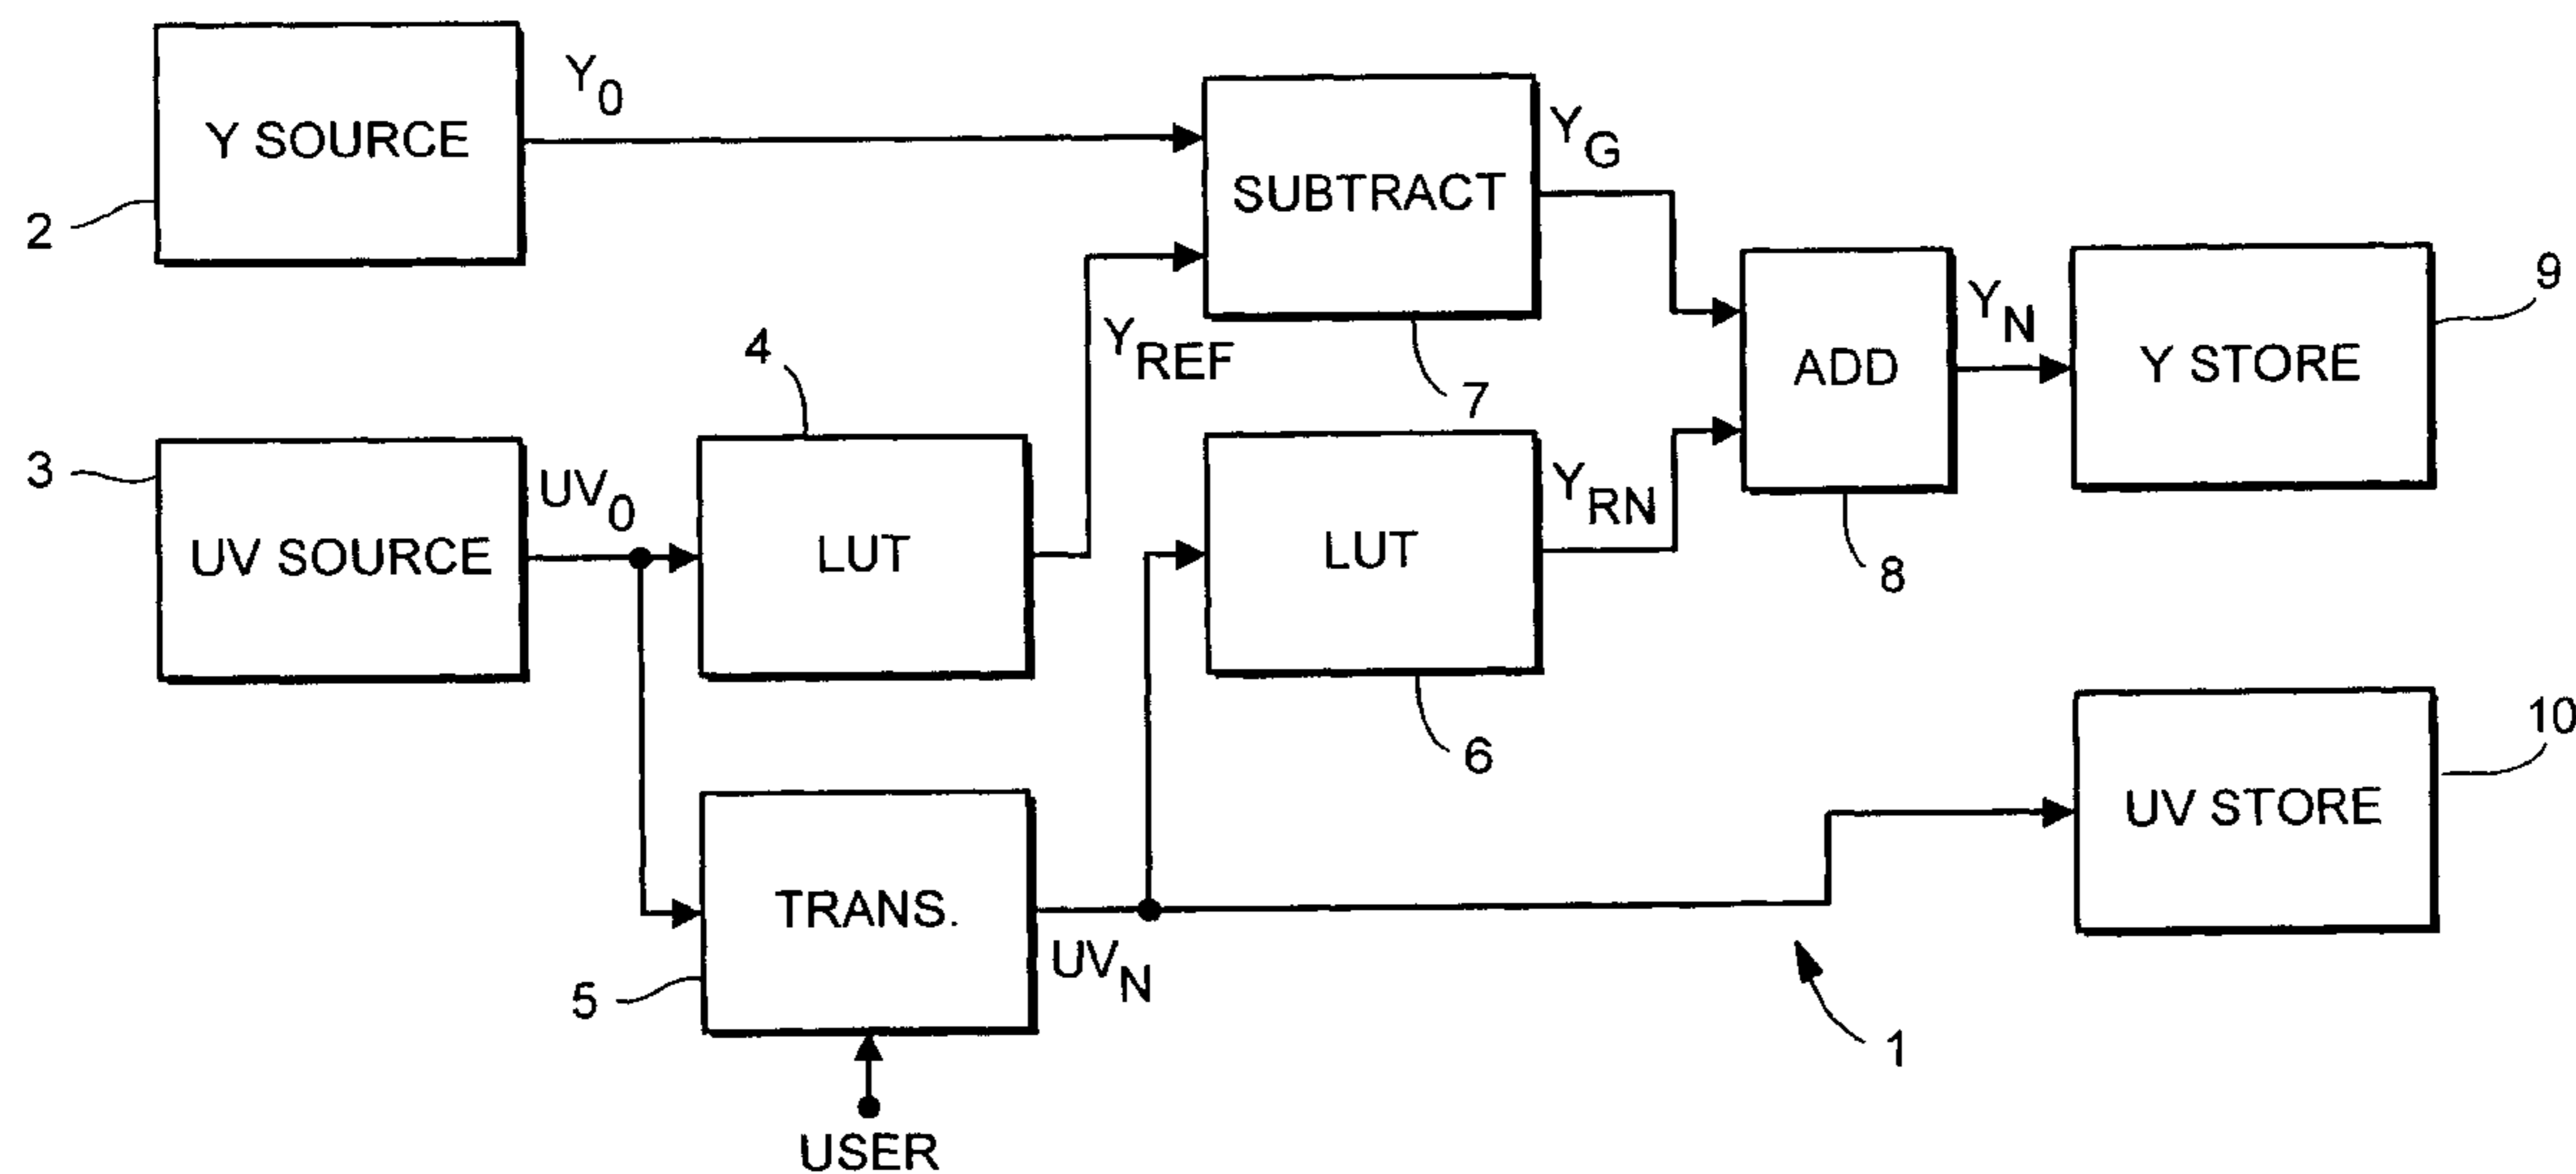 Y SOURCE
2
Y0
SUBTRACT
7
YG
YREF
ADD
8
YN
Y STORE
9
UV SOURCE
3
UV0
LUT
4
LUT
6
YRN
TRANS.
5
UVN
USER
UV STORE
10
1